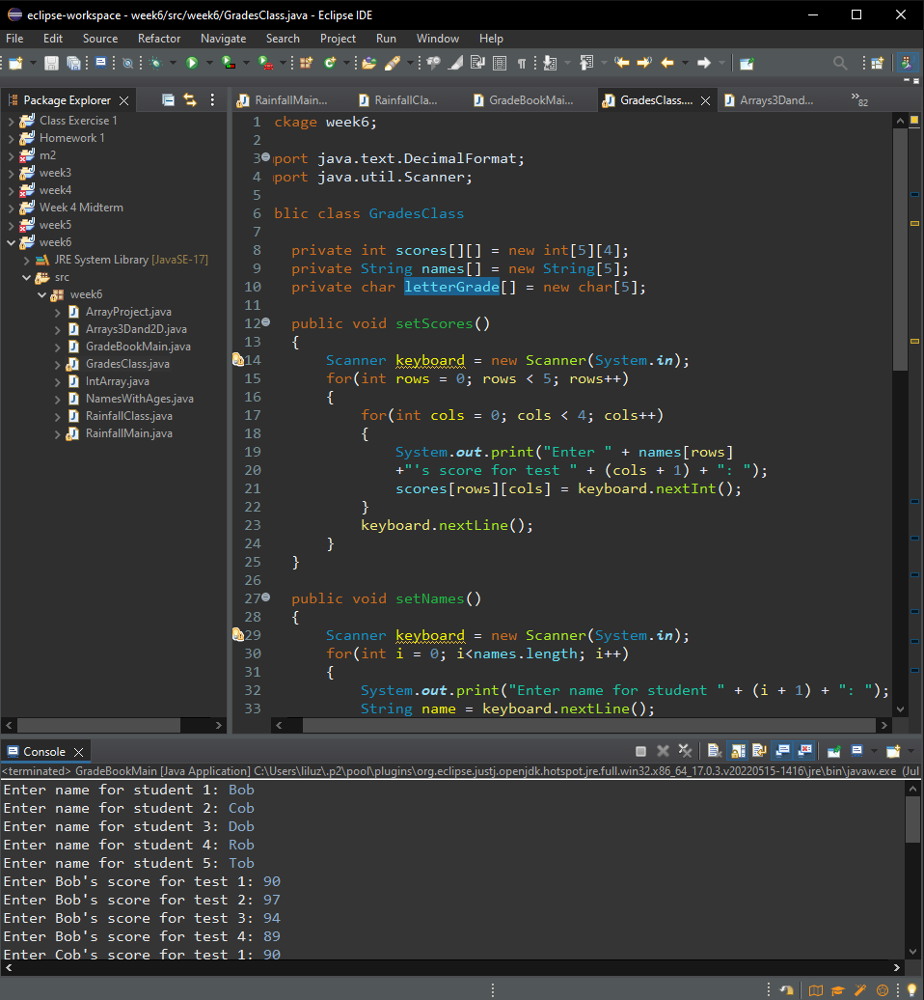 eclipse-workspace - week6/src/week6/GradesClass.java - Eclipse IDE
File Edit Source Refactor Navigate Search Project Run Window Help
Package Explorer
Class Exercise 1
Homework 1
m2
week3
week4
Week 4 Midterm
week5
week6
JRE System Library [JavaSE-17]
src
week6
ArrayProject.java
Arrays3Dand2D.java
GradeBookMain.java
GradesClass.java
IntArray.java
NamesWithAges.java
RainfallClass.java
RainfallMain.java
RainfallMain... RainfallCla... GradeBookMai... GradesClass.... Arrays3Dand... »82
1 ckage week6;
2
3 port java.text.DecimalFormat;
4 port java.util.Scanner;
5
6 blic class GradesClass
7
8 private int scores[][] = new int[5][4];
9 private String names[] = new String[5];
10 private char letterGrade[] = new char[5];
11
12 public void setScores()
13 {
14 Scanner keyboard = new Scanner(System.in);
15 for(int rows = 0; rows < 5; rows++)
16 {
17 for(int cols = 0; cols < 4; cols++)
18 {
19 System.out.print("Enter " + names[rows]
20 +"'s score for test " + (cols + 1) + ": ");
21 scores[rows][cols] = keyboard.nextInt();
22 }
23 keyboard.nextLine();
24 }
25 }
26
27 public void setNames()
28 {
29 Scanner keyboard = new Scanner(System.in);
30 for(int i = 0; i<names.length; i++)
31 {
32 System.out.print("Enter name for student " + (i + 1) + ": ");
33 String name = keyboard.nextLine();
Console
<terminated> GradeBookMain [Java Application] C:\Users\liluz\.p2\pool\plugins\org.eclipse.justj.openjdk.hotspot.jre.full.win32.x86_64_17.0.3.v20220515-1416\jre\bin\javaw.exe (Jul
Enter name for student 1: Bob
Enter name for student 2: Cob
Enter name for student 3: Dob
Enter name for student 4: Rob
Enter name for student 5: Tob
Enter Bob's score for test 1: 90
Enter Bob's score for test 2: 97
Enter Bob's score for test 3: 94
Enter Bob's score for test 4: 89
Enter Cob's score for test 1: 90